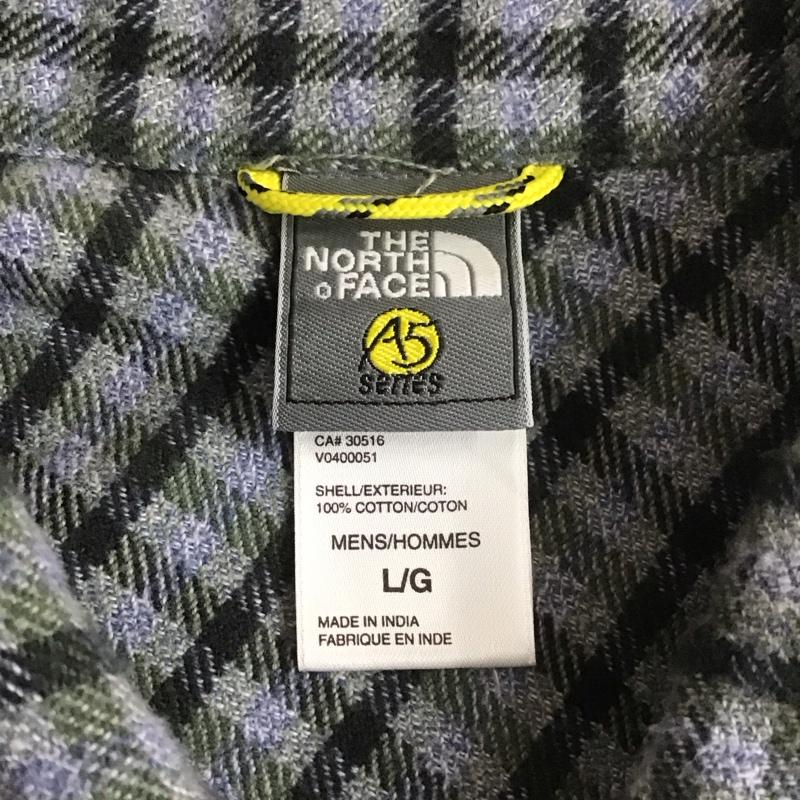 THE
NORTH
FACE
A5
series
CA# 30516
V0400051
SHELL/EXTERIEUR:
100% COTTON/COTON
MENS/HOMMES
L/G
MADE IN INDIA
FABRIQUE EN INDE